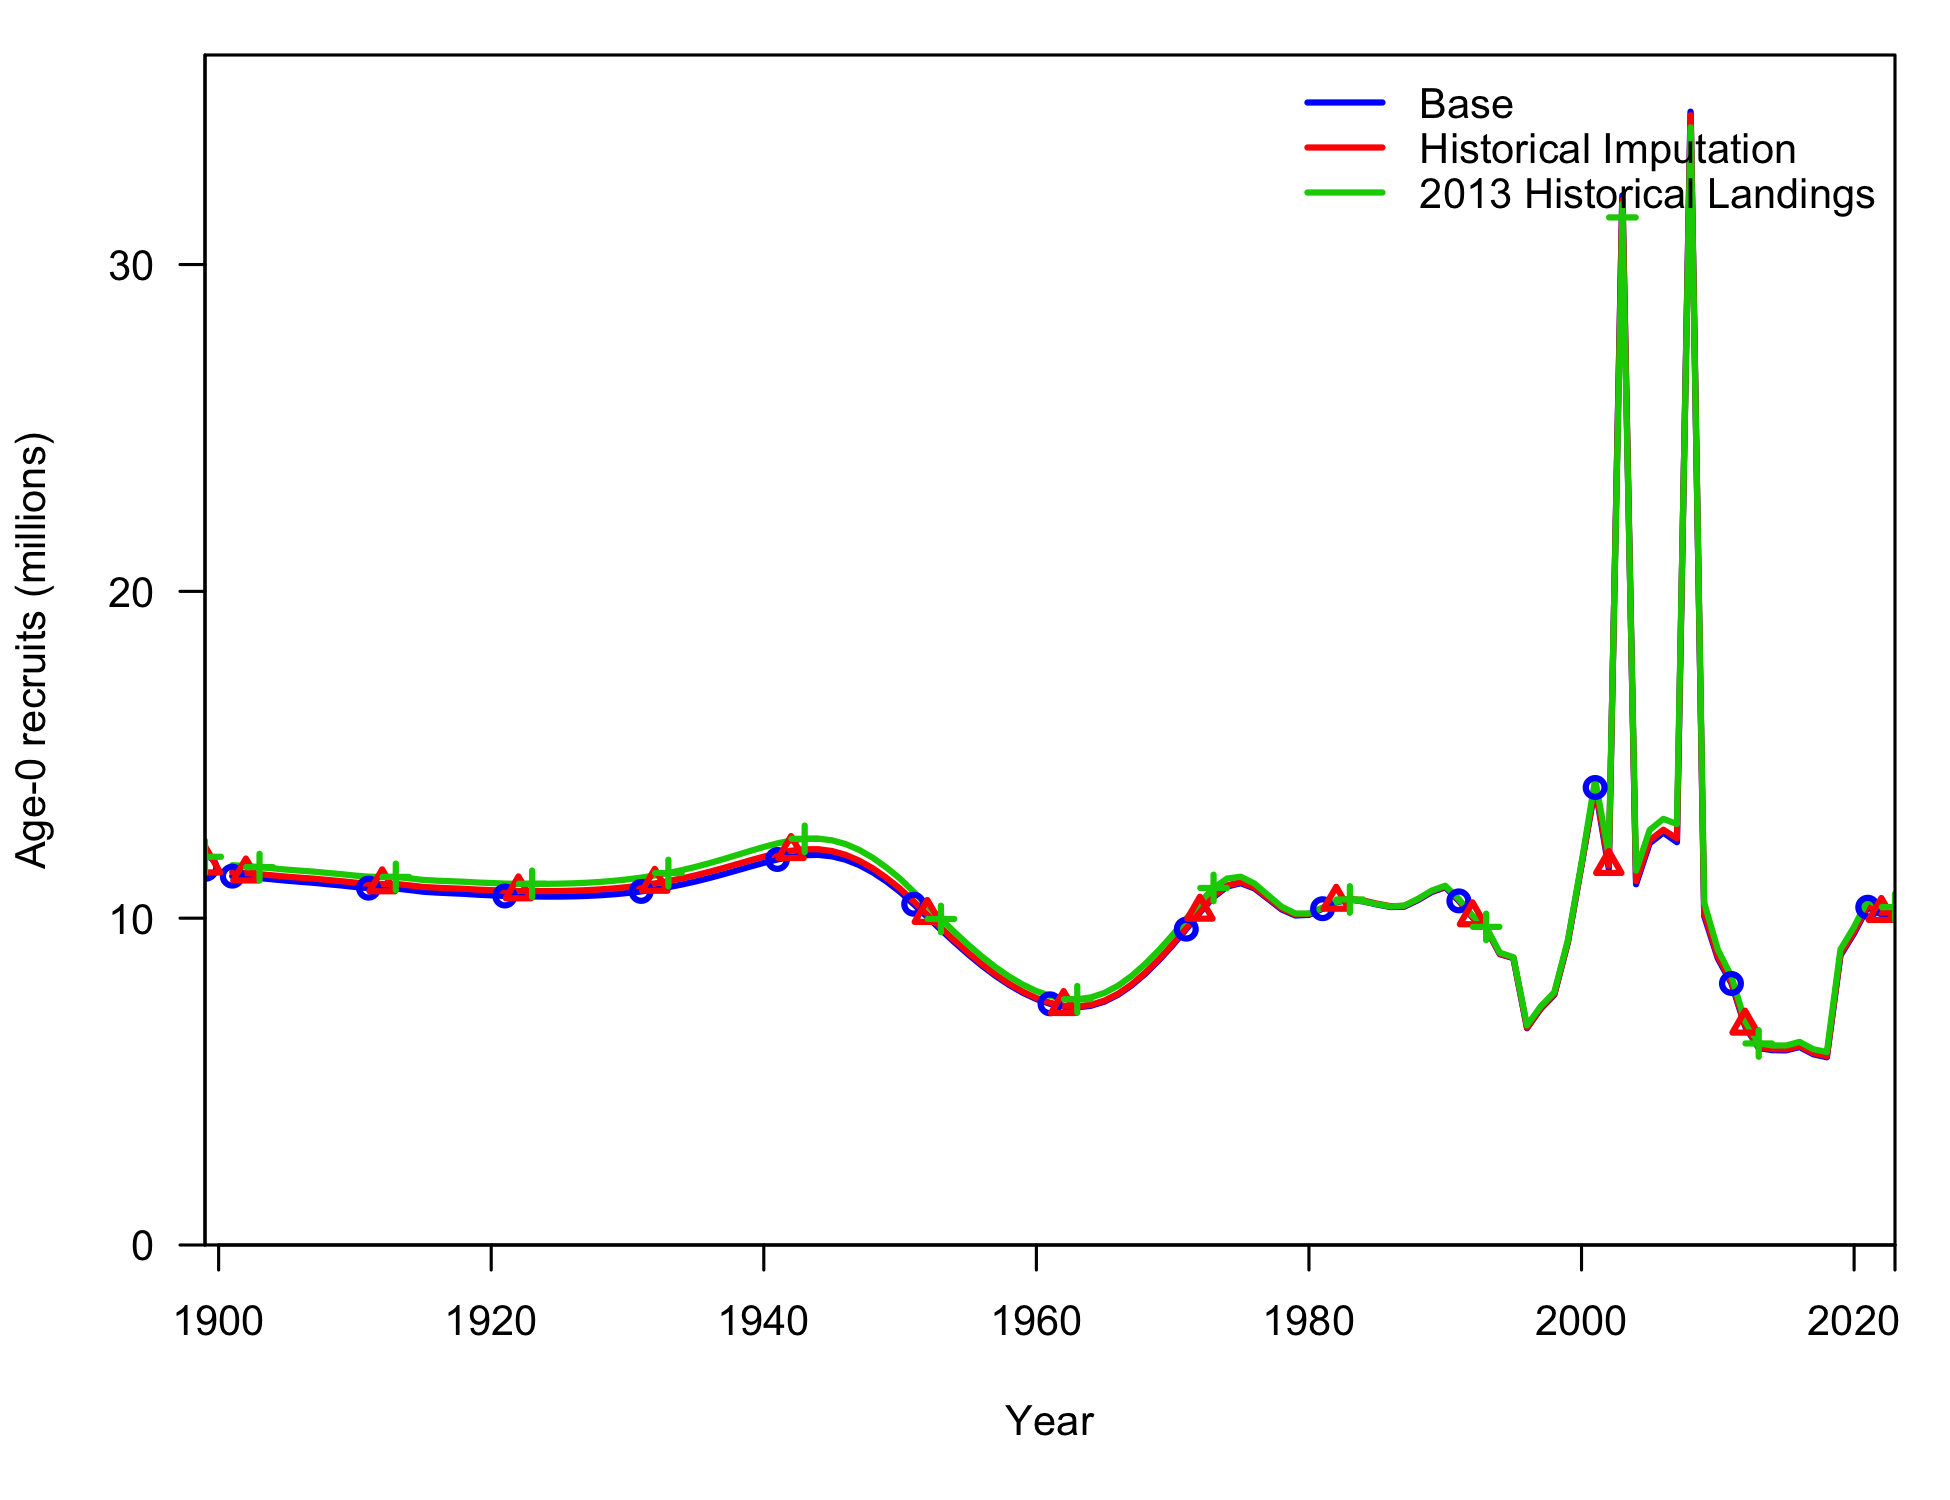 Base
Historical Imputation
2013 Historical Landings
Age-0 recruits (millions)
30
20
10
0
1900 1920 1940 1960 1980 2000 2020
Year